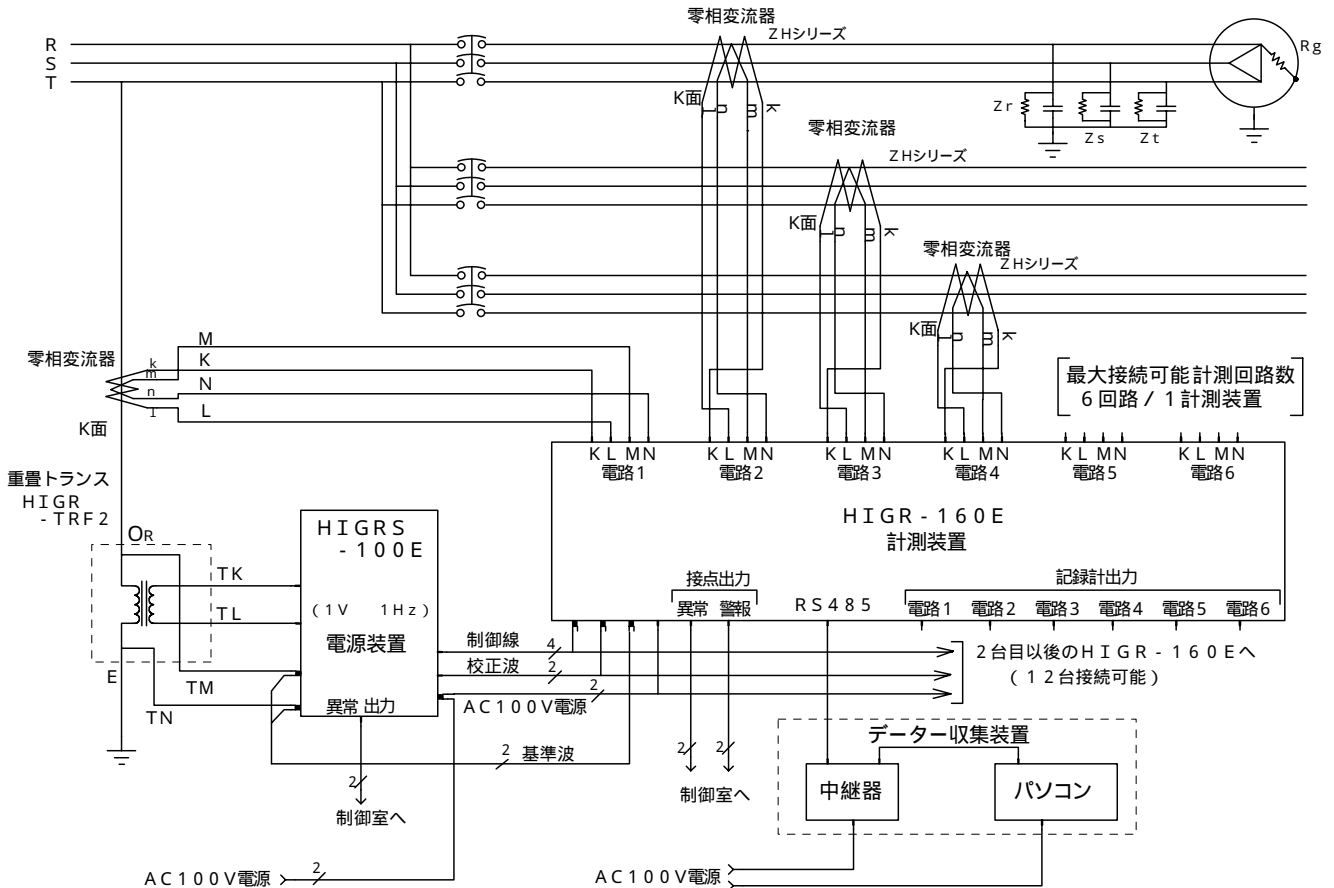 零相変流器
ZHシリーズ
R
S
T
Rg
K面
l
n
m
k
Zr
Zs
Zt
零相変流器
ZHシリーズ
K面
l
n
m
k
零相変流器
ZHシリーズ
K面
l
n
m
k
零相変流器
k
m
n
l
M
K
N
L
K面
最大接続可能計測回路数
6回路/1計測装置
K L M N
電路1
K L M N
電路2
K L M N
電路3
K L M N
電路4
K L M N
電路5
K L M N
電路6
重畳トランス
HIGR
-TRF2
OR
E
TK
TL
TM
TN
HIGRS
-100E
(1V 1Hz)
電源装置
異常出力
HIGR-160E
計測装置
接点出力
異常 警報
RS485
記録計出力
電路1 電路2 電路3 電路4 電路5 電路6
制御線
4
校正波
2
AC100V電源
2
2台目以後のHIGR-160Eへ
(12台接続可能)
2
基準波
2
制御室へ
2
2
制御室へ
データー収集装置
中継器
パソコン
AC100V電源
2
AC100V電源